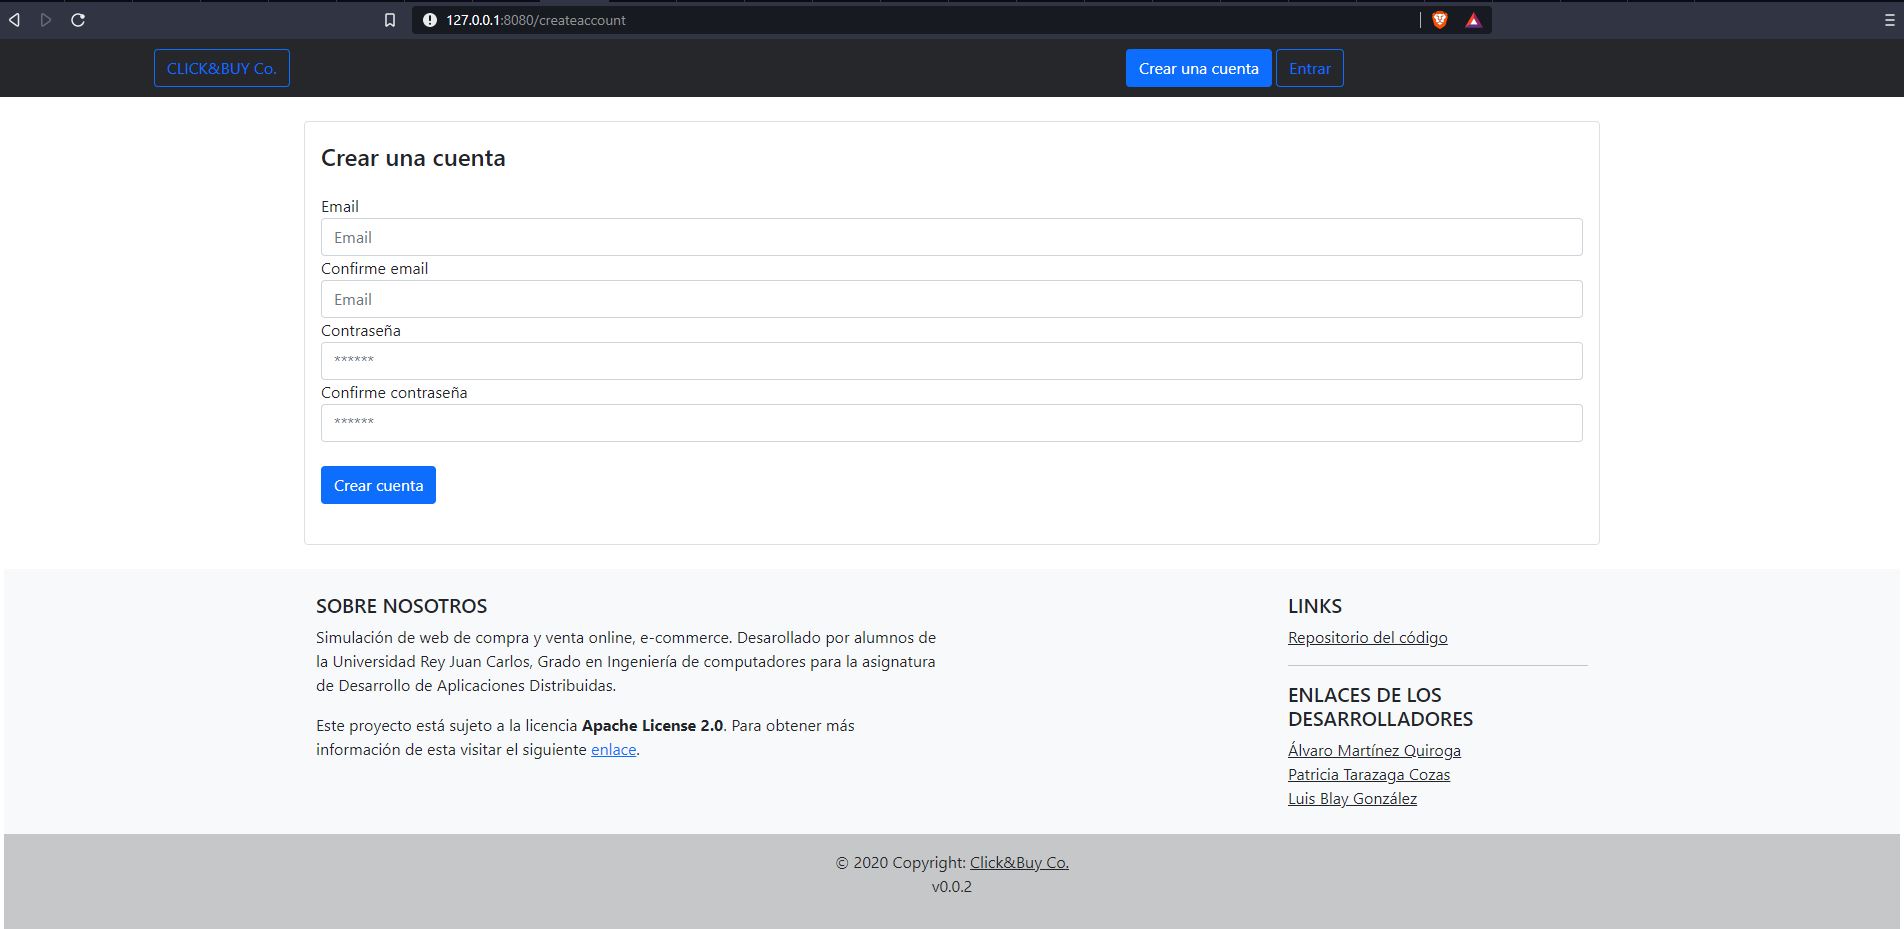 127.0.0.1:8080/createaccount
CLICK&BUY Co.
Crear una cuenta
Entrar
Crear una cuenta
Email
Email
Confirme email
Email
Contraseña
******
Confirme contraseña
******
Crear cuenta
SOBRE NOSOTROS
Simulación de web de compra y venta online, e-commerce. Desarollado por alumnos de
la Universidad Rey Juan Carlos, Grado en Ingeniería de computadores para la asignatura
de Desarrollo de Aplicaciones Distribuidas.
Este proyecto está sujeto a la licencia Apache License 2.0. Para obtener más
información de esta visitar el siguiente enlace.
LINKS
Repositorio del código
ENLACES DE LOS
DESARROLLADORES
Álvaro Martínez Quiroga
Patricia Tarazaga Cozas
Luis Blay González
© 2020 Copyright: Click&Buy Co.
v0.0.2